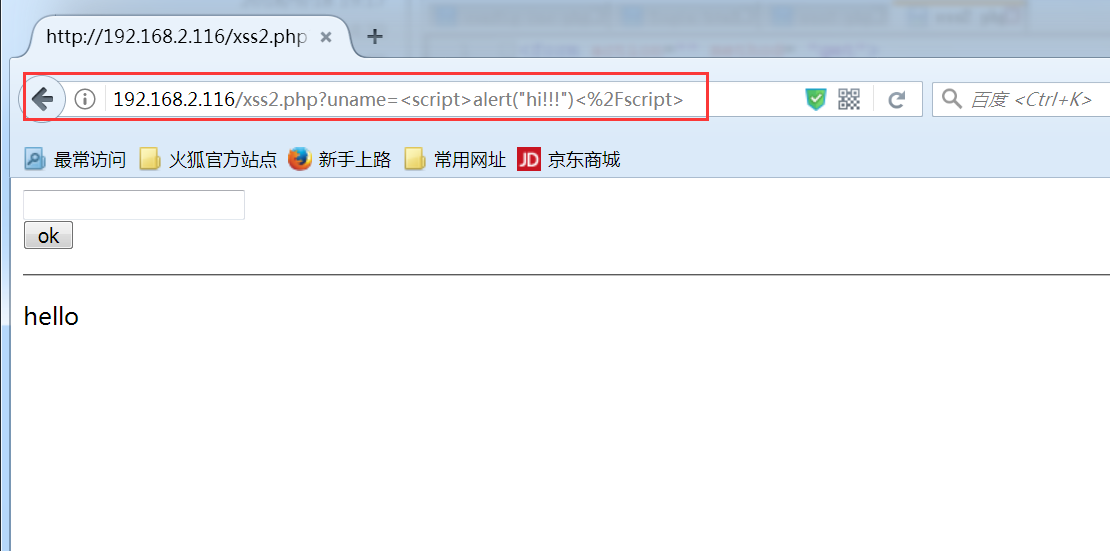 http://192.168.2.116/xss2.php
192.168.2.116/xss2.php?uname=<script>alert("hi!!!")<%2Fscript>
百度 <Ctrl+K>
最常访问 火狐官方站点 新手上路 常用网址 JD 京东商城
ok
hello